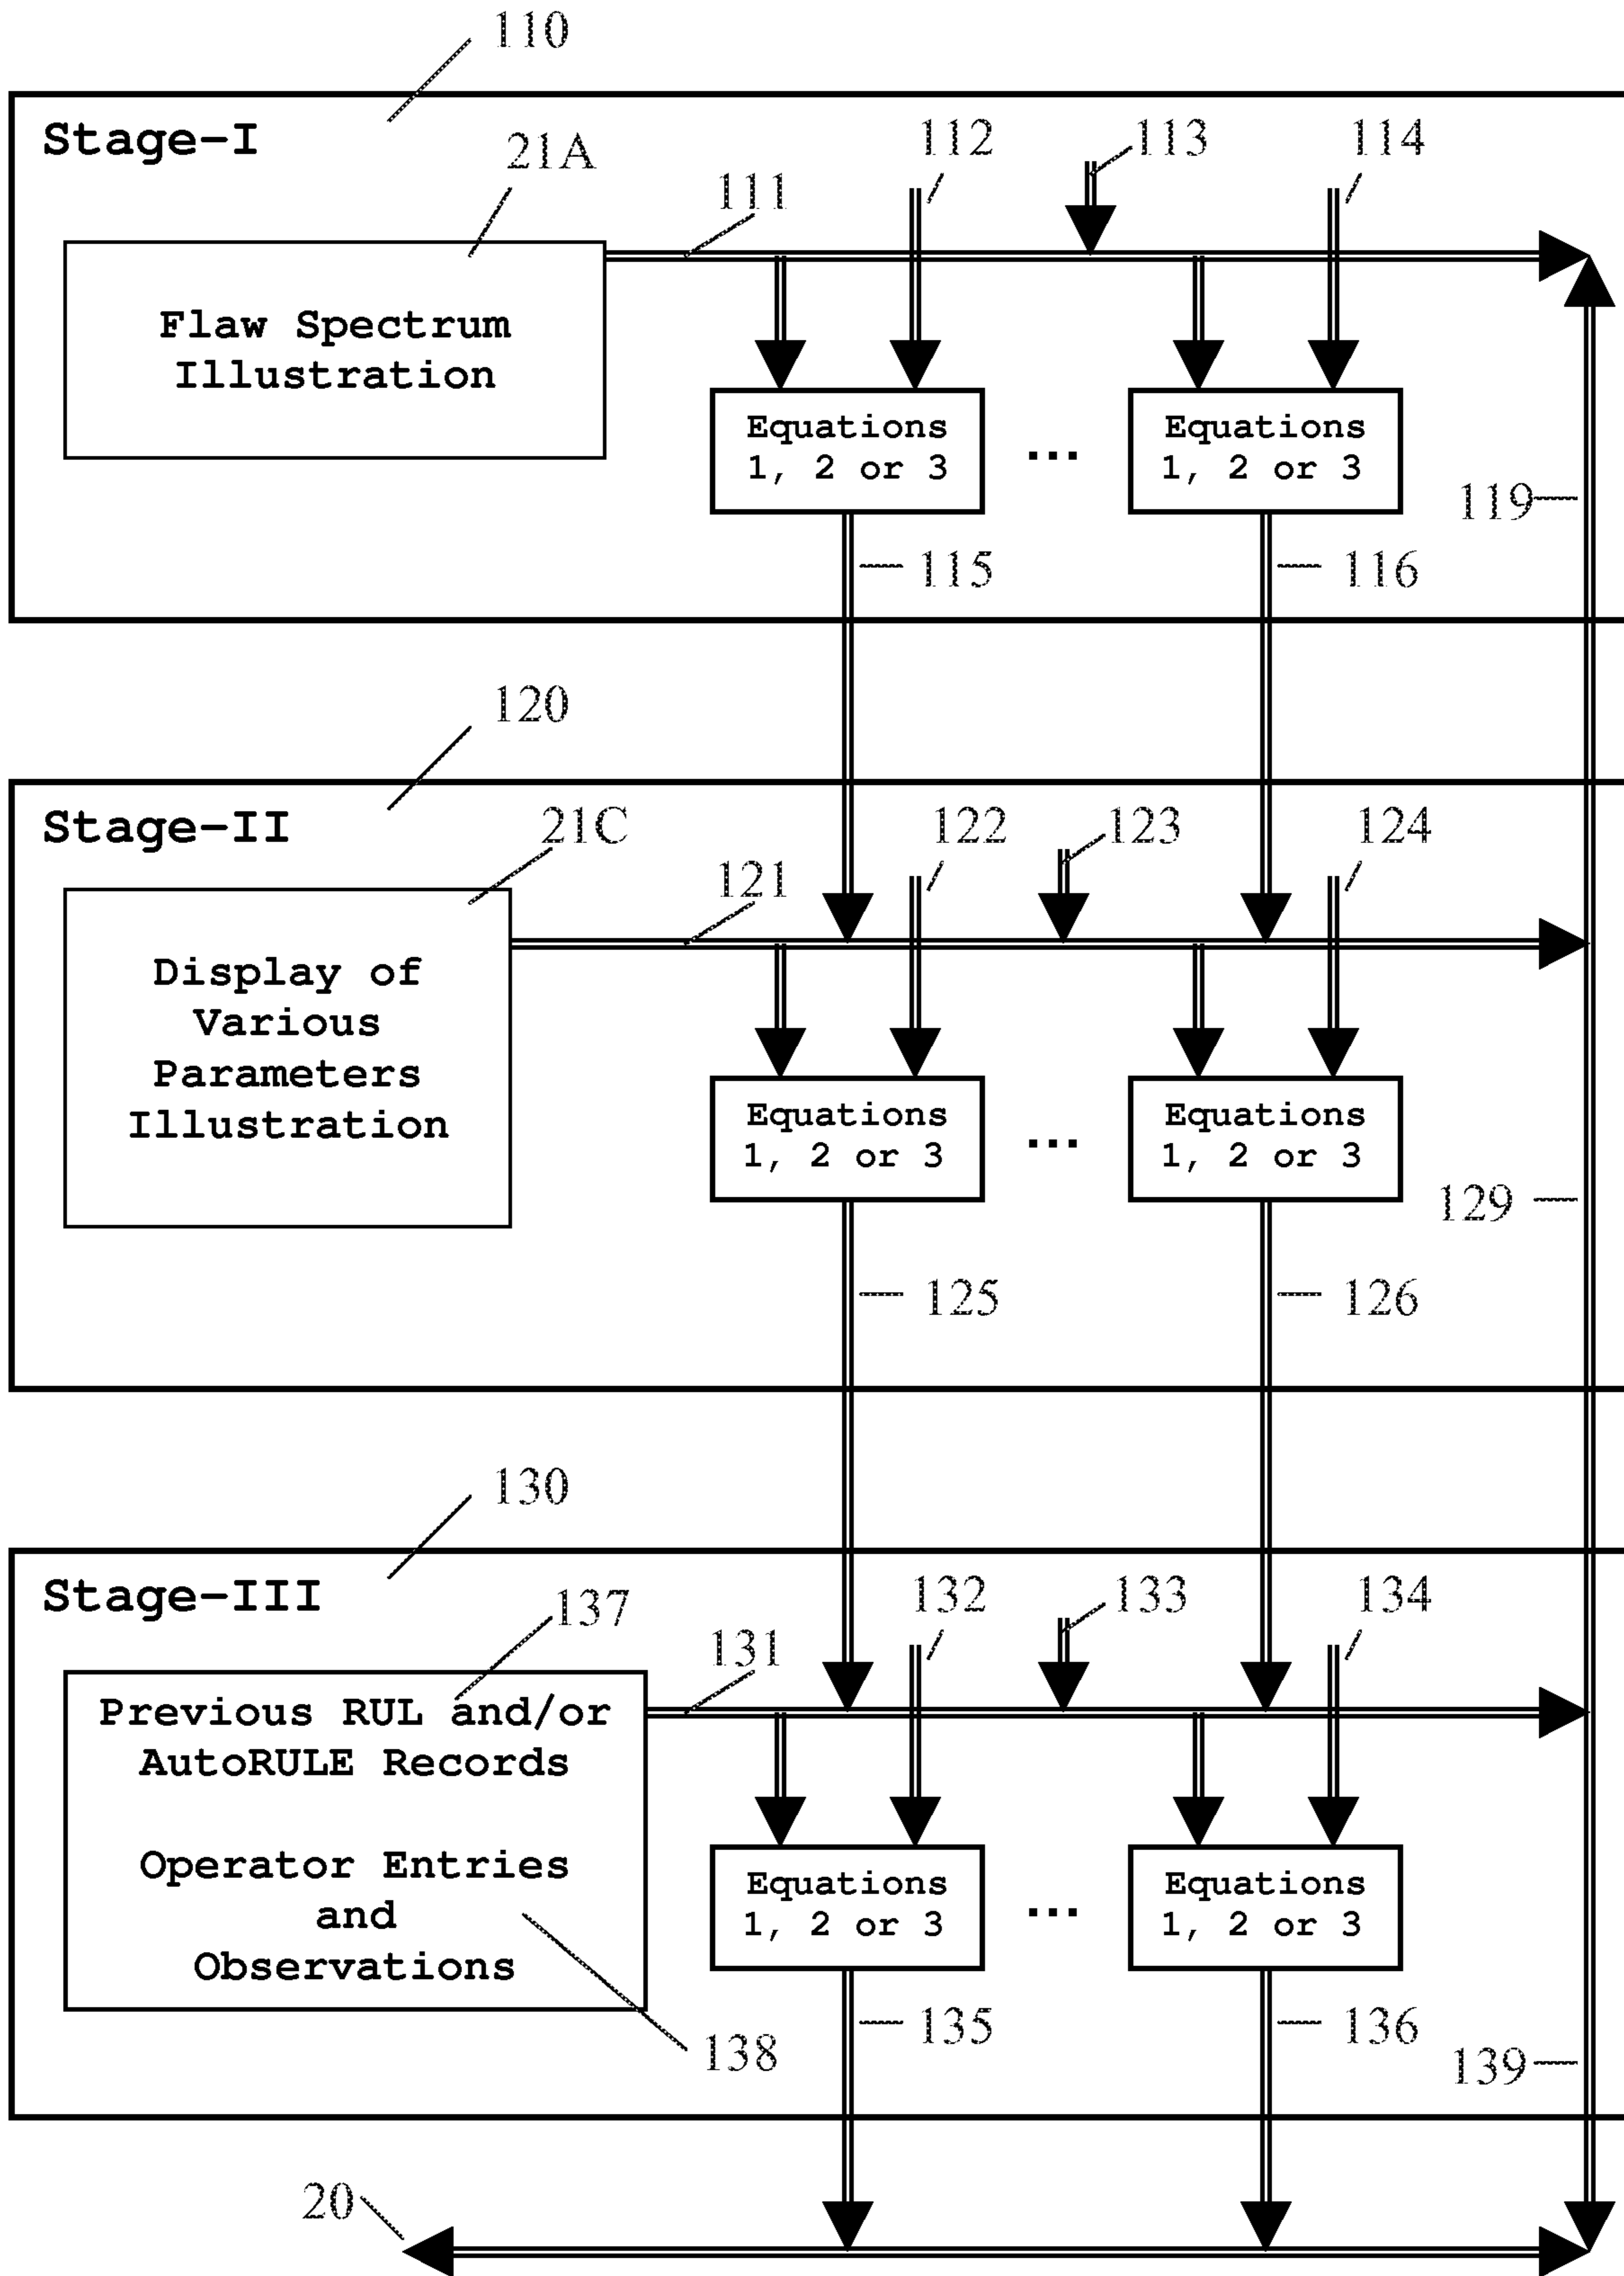 110
Stage-I
21A
111
112
113
114
Flaw Spectrum
Illustration
Equations
1, 2 or 3
...
Equations
1, 2 or 3
119
115
116
120
Stage-II
21C
121
122
123
124
Display of
Various
Parameters
Illustration
Equations
1, 2 or 3
...
Equations
1, 2 or 3
129
125
126
130
Stage-III
137
131
132
133
134
Previous RUL and/or
AutoRULE Records
Operator Entries
and
Observations
Equations
1, 2 or 3
...
Equations
1, 2 or 3
138
135
136
139
20